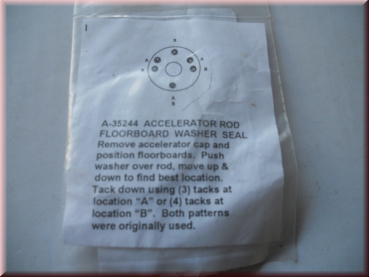 A-35244 ACCELERATOR ROD
FLOORBOARD WASHER SEAL
Remove accelerator cap and
position floorboards. Push
washer over rod, move up &
down to find best location.
Tack down using (3) tacks at
location "A" or (4) tacks at
location "B". Both patterns
were originally used.